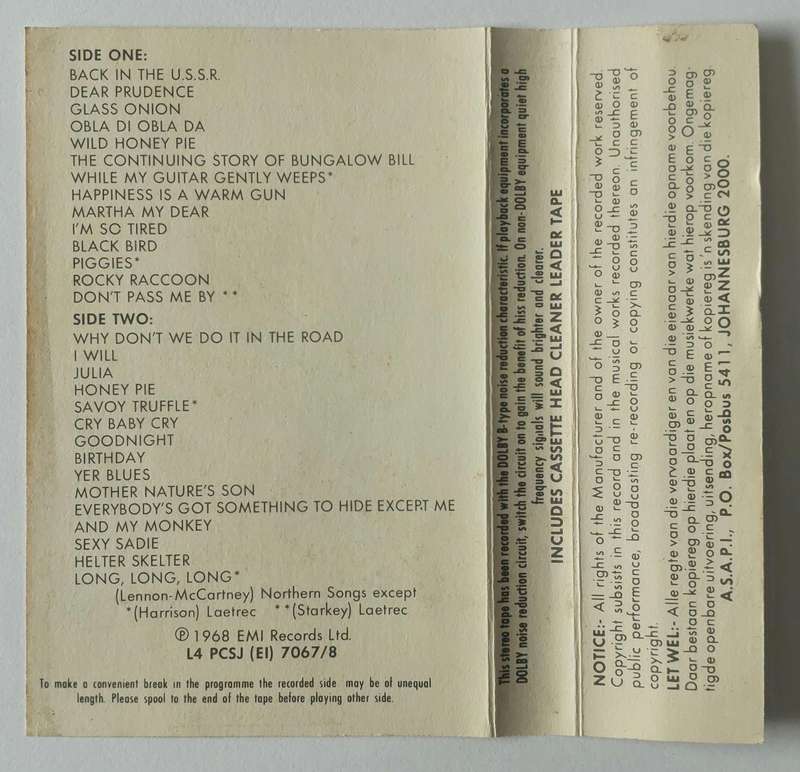 SIDE ONE:
BACK IN THE U.S.S.R.
DEAR PRUDENCE
GLASS ONION
OBLA DI OBLA DA
WILD HONEY PIE
THE CONTINUING STORY OF BUNGALOW BILL
WHILE MY GUITAR GENTLY WEEPS*
HAPPINESS IS A WARM GUN
MARTHA MY DEAR
I'M SO TIRED
BLACK BIRD
PIGGIES*
ROCKY RACCOON
DON'T PASS ME BY **
SIDE TWO:
WHY DON'T WE DO IT IN THE ROAD
I WILL
JULIA
HONEY PIE
SAVOY TRUFFLE*
CRY BABY CRY
GOODNIGHT
BIRTHDAY
YER BLUES
MOTHER NATURE'S SON
EVERYBODY'S GOT SOMETHING TO HIDE EXCEPT ME
AND MY MONKEY
SEXY SADIE
HELTER SKELTER
LONG, LONG, LONG*
(Lennon-McCartney) Northern Songs except
*(Harrison) Laetrec **(Starkey) Laetrec
℗ 1968 EMI Records Ltd.
L4 PCSJ (EI) 7067/8
To make a convenient break in the programme the recorded side may be of unequal
length. Please spool to the end of the tape before playing other side.
This stereo tape has been recorded with the DOLBY B-type noise reduction characteristic. If playback equipment incorporates a
DOLBY noise reduction circuit, switch the circuit on to gain the benefit of hiss reduction. On non-DOLBY equipment quiet high
frequency signals will sound brighter and clearer.
INCLUDES CASSETTE HEAD CLEANER LEADER TAPE
NOTICE:- All rights of the Manufacturer and of the owner of the recorded work reserved
Copyright subsists in this record and in the musical works recorded thereon. Unauthorised
public performance, broadcasting re-recording or copying constitutes an infringement of
copyright.
LET WEL:- Alle regte van die vervaardiger en van die eienaar van hierdie opname voorbehou.
Daar bestaan kopiereg op hierdie plaat en op die musiekwerke wat hierop voorkom. Ongemag-
tigde openbare uitvoering, uitsending, heropname of kopiereg is 'n skending van die kopiereg.
A.S.A.P.I., P.O. Box/Posbus 5411, JOHANNESBURG 2000.